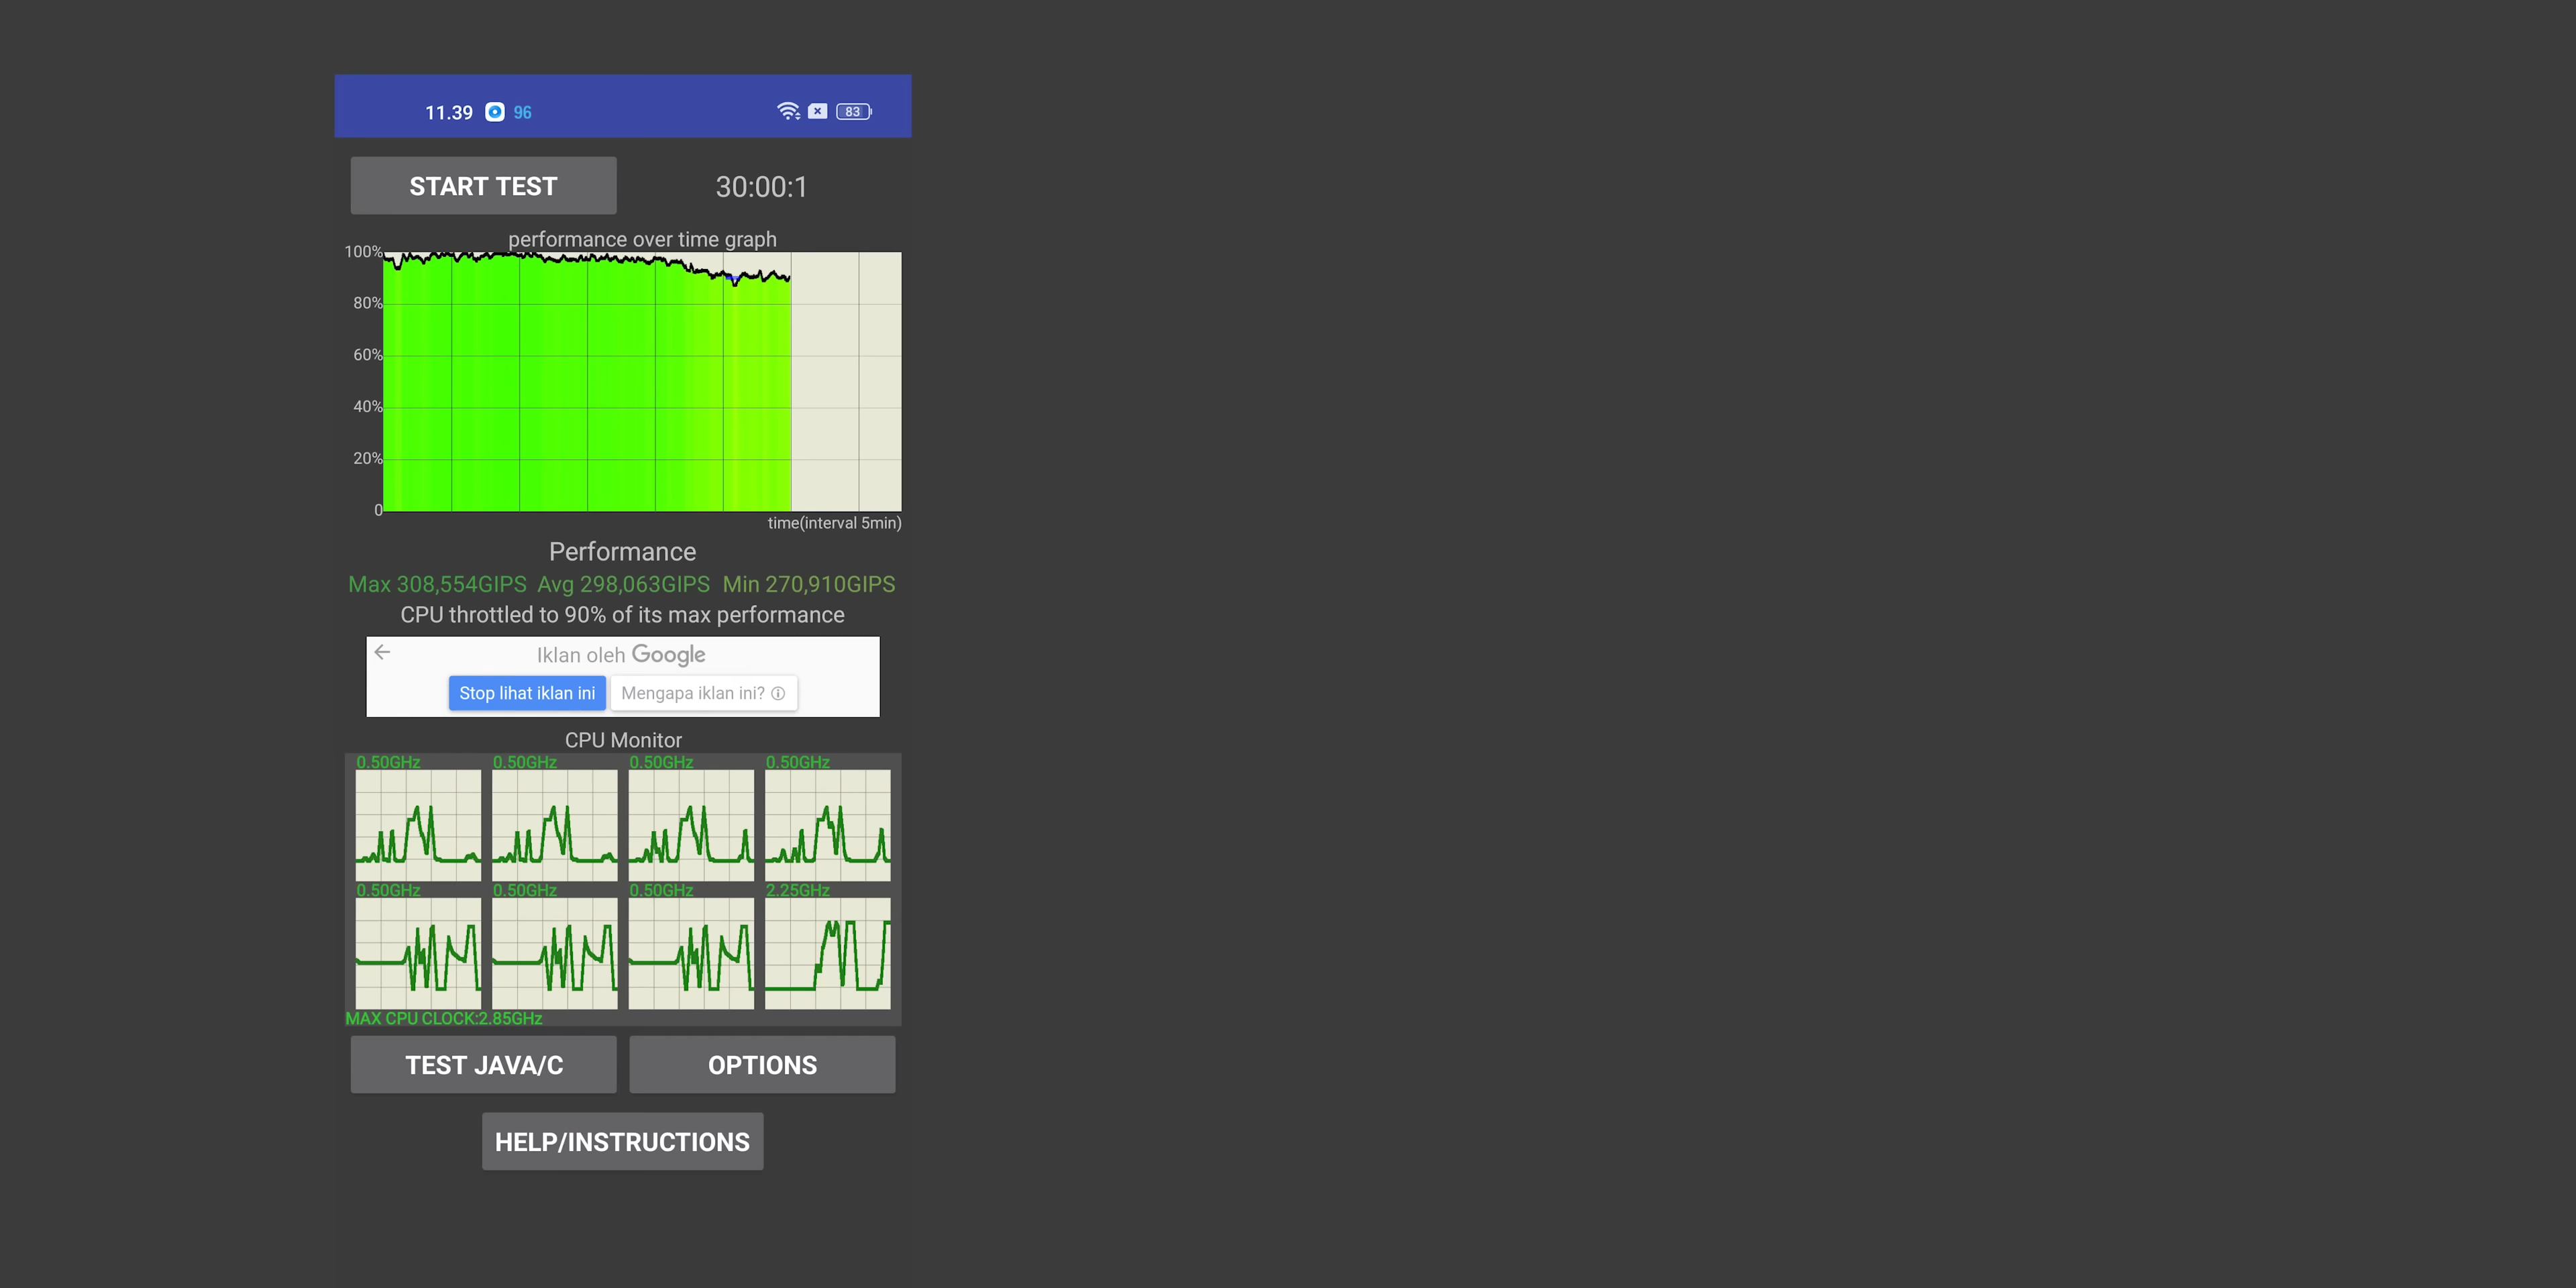 11.39 96 83
START TEST 30:00:1
performance over time graph
100%
80%
60%
40%
20%
0
time(interval 5min)
Performance
Max 308,554GIPS Avg 298,063GIPS Min 270,910GIPS
CPU throttled to 90% of its max performance
Iklan oleh Google
Stop lihat iklan ini Mengapa iklan ini?
CPU Monitor
0.50GHz 0.50GHz 0.50GHz 0.50GHz
0.50GHz 0.50GHz 0.50GHz 2.25GHz
MAX CPU CLOCK:2.85GHz
TEST JAVA/C OPTIONS
HELP/INSTRUCTIONS